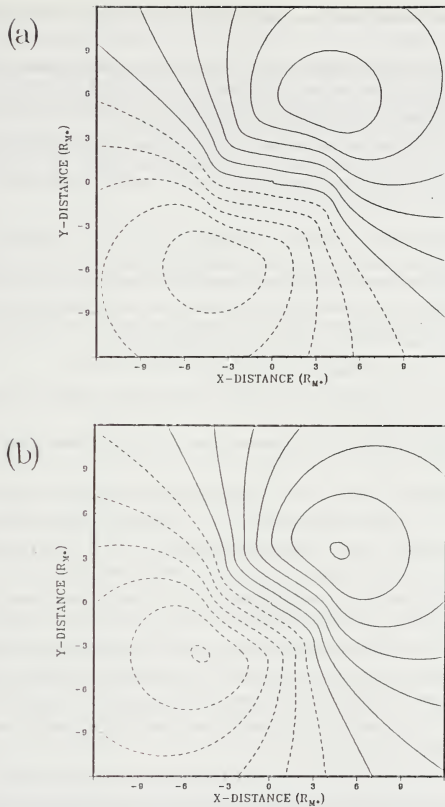 (a)
9
6
3
0
-3
-6
-9
Y-DISTANCE (R_M*)
-9 -6 -3 0 3 6 9
X-DISTANCE (R_M*)
(b)
9
6
3
0
-3
-6
-9
Y-DISTANCE (R_M*)
-9 -6 -3 0 3 6 9
X-DISTANCE (R_M*)